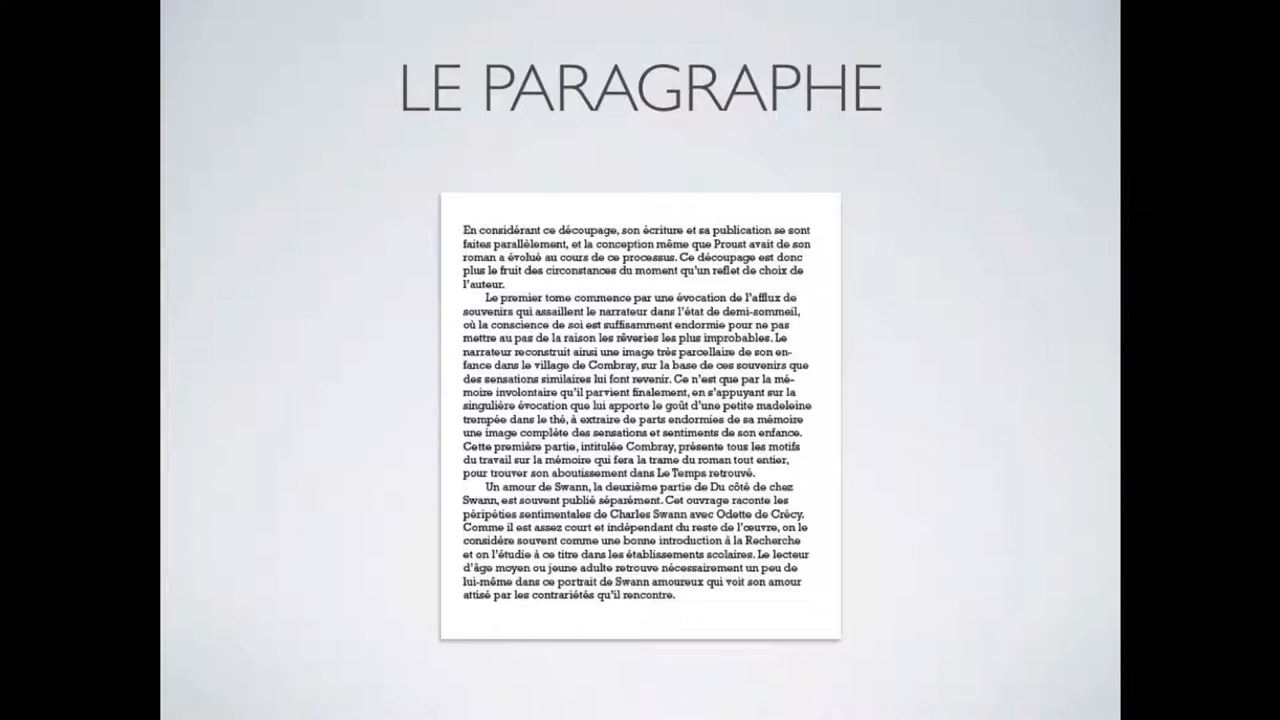 LE PARAGRAPHE
En considérant ce découpage, son écriture et sa publication se sont
faites parallèlement, et la conception même que Proust avait de son
roman a évolué au cours de ce processus. Ce découpage est donc
plus le fruit des circonstances du moment qu'un reflet de choix de
l'auteur.
Le premier tome commence par une évocation de l'afflux de
souvenirs qui assaillent le narrateur dans l'état de demi-sommeil,
où la conscience de soi est suffisamment endormie pour ne pas
mettre au pas de la raison les rêveries les plus improbables. Le
narrateur reconstruit ainsi une image très parcellaire de son en-
fance dans le village de Combray, sur la base de ces souvenirs que
des sensations similaires lui font revenir. Ce n'est que par la mé-
moire involontaire qu'il parvient finalement, en s'appuyant sur la
singulière évocation que lui apporte le goût d'une petite madeleine
trempée dans le thé, à extraire de parts endormies de sa mémoire
une image complète des sensations et sentiments de son enfance.
Cette première partie, intitulée Combray, présente tous les motifs
du travail sur la mémoire qui fera la trame du roman tout entier,
pour trouver son aboutissement dans Le Temps retrouvé.
Un amour de Swann, la deuxième partie de Du côté de chez
Swann, est souvent publié séparément. Cet ouvrage raconte les
péripéties sentimentales de Charles Swann avec Odette de Crécy.
Comme il est assez court et indépendant du reste de l'œuvre, on le
considère souvent comme une bonne introduction à la Recherche
et on l'étudie à ce titre dans les établissements scolaires. Le lecteur
d'âge moyen ou jeune adulte retrouve nécessairement un peu de
lui-même dans ce portrait de Swann amoureux qui voit son amour
attisé par les contrariétés qu'il rencontre.